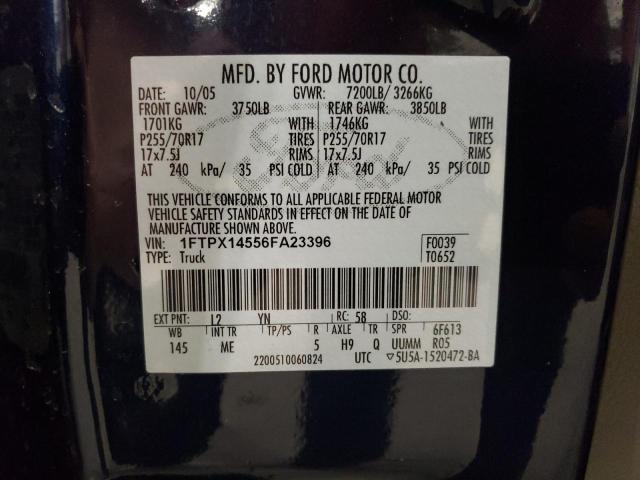 MFD. BY FORD MOTOR CO.
DATE: 10/05 GVWR: 7200LB/ 3266KG
FRONT GAWR: 3750LB REAR GAWR: 3850LB
1701KG WITH 1746KG WITH
P255/70R17 TIRES P255/70R17 TIRES
17x7.5J RIMS 17x7.5J RIMS
AT 240 kPa/ 35 PSI COLD AT 240 kPa/ 35 PSI COLD
Ford
THIS VEHICLE CONFORMS TO ALL APPLICABLE FEDERAL MOTOR
VEHICLE SAFETY STANDARDS IN EFFECT ON THE DATE OF
MANUFACTURE SHOWN ABOVE.
VIN: 1FTPX14556FA23396 F0039
TYPE: Truck T0652
EXT PNT: L2 YN RC: 58 DSO:
WB INT TR TP/PS R AXLE TR SPR 6F613
145 ME 5 H9 Q UUMM R05
2200510060824 UTC ▽5U5A-1520472-BA